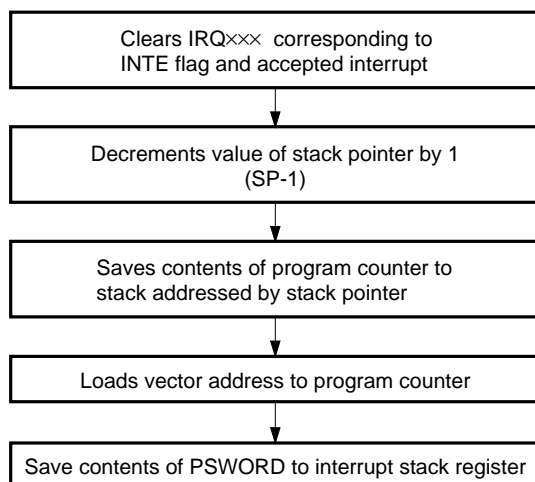 Clears IRQ××× corresponding to
INTE flag and accepted interrupt
Decrements value of stack pointer by 1
(SP-1)
Saves contents of program counter to
stack addressed by stack pointer
Loads vector address to program counter
Save contents of PSWORD to interrupt stack register